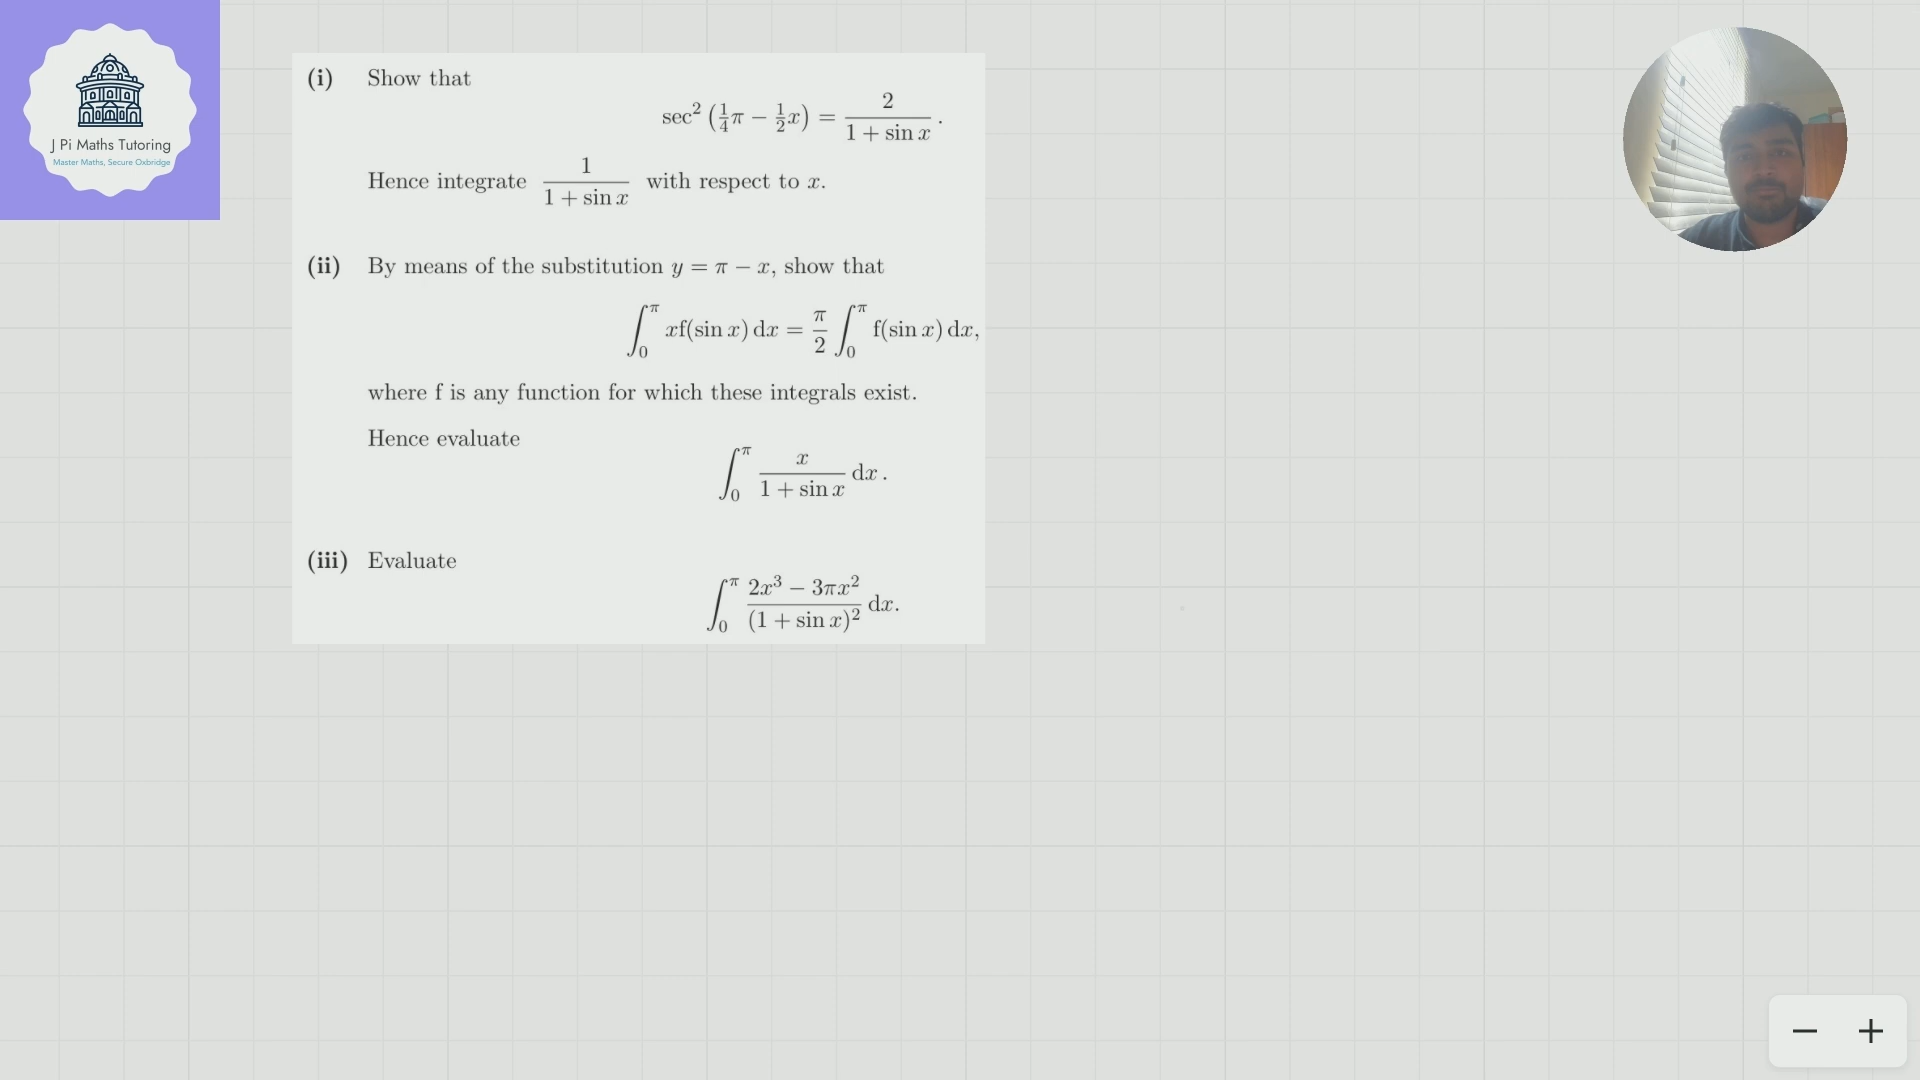 J Pi Maths Tutoring
Master Maths, Secure Oxbridge
(i) Show that
sec² (¼π − ½x) = 2 / (1 + sin x) .
Hence integrate 1 / (1 + sin x) with respect to x.
(ii) By means of the substitution y = π − x, show that
∫₀^π xf(sin x) dx = π/2 ∫₀^π f(sin x) dx,
where f is any function for which these integrals exist.
Hence evaluate
∫₀^π x / (1 + sin x) dx .
(iii) Evaluate
∫₀^π (2x³ − 3πx²) / (1 + sin x)² dx.